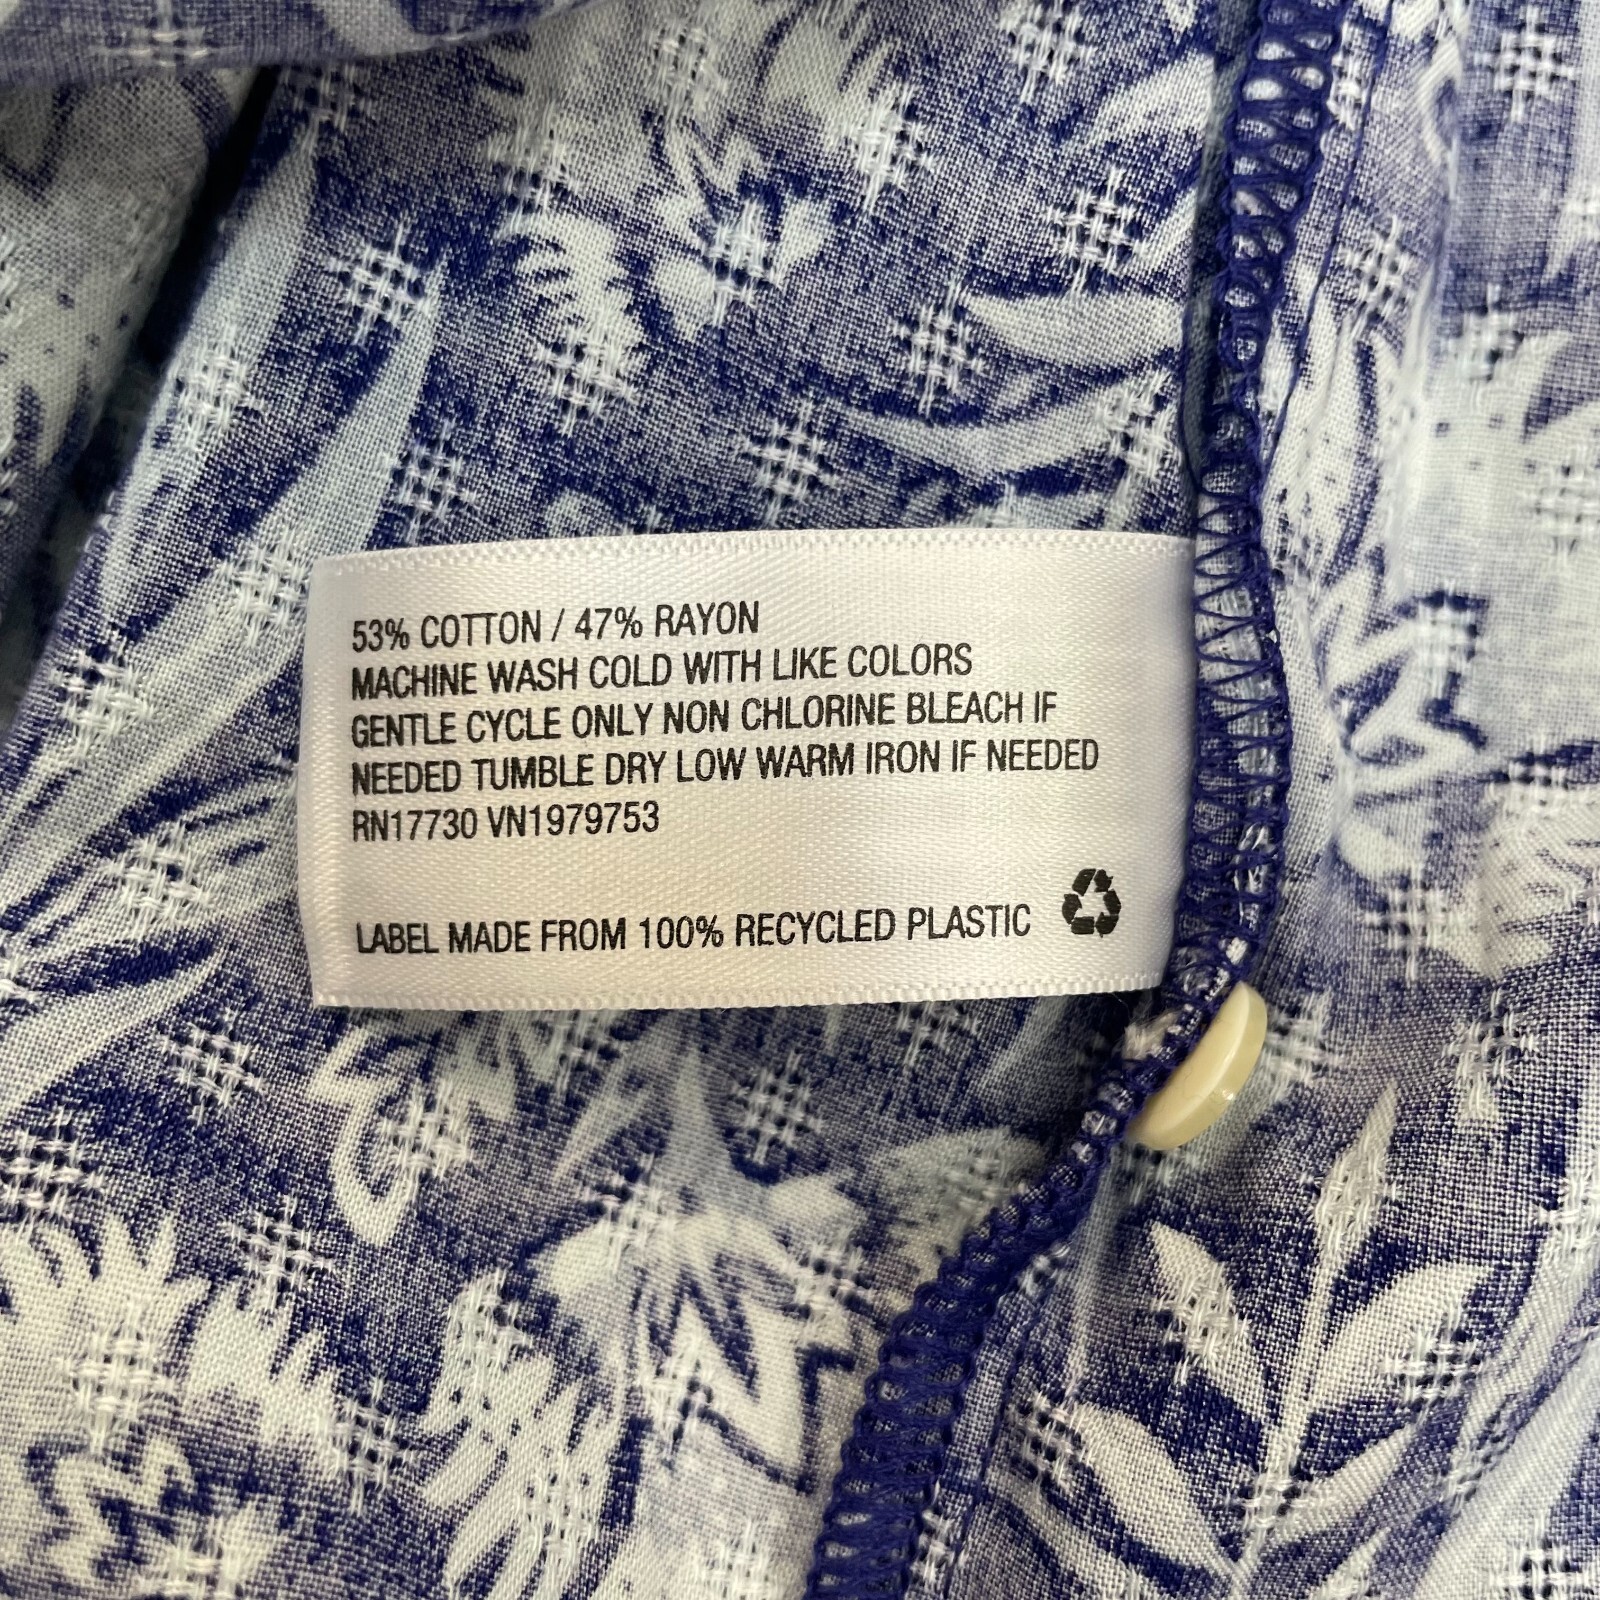 53% COTTON / 47% RAYON
MACHINE WASH COLD WITH LIKE COLORS
GENTLE CYCLE ONLY NON CHLORINE BLEACH IF
NEEDED TUMBLE DRY LOW WARM IRON IF NEEDED
RN17730 VN1979753
LABEL MADE FROM 100% RECYCLED PLASTIC